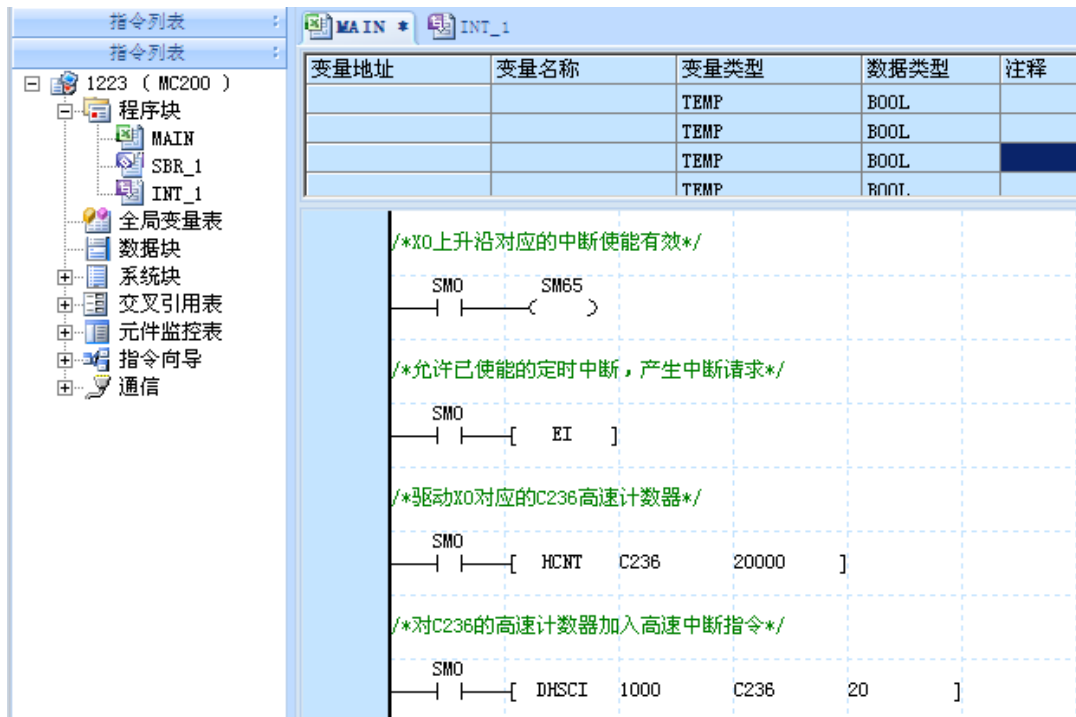 指令列表
指令列表
1223 ( MC200 )
程序块
MAIN
SBR_1
INT_1
全局变量表
数据块
系统块
交叉引用表
元件监控表
指令向导
通信
MAIN * INT_1
变量地址 变量名称 变量类型 数据类型 注释
TEMP BOOL
TEMP BOOL
TEMP BOOL
TEMP BOOL
/*X0上升沿对应的中断使能有效*/
SM0 SM65
( )
/*允许已使能的定时中断,产生中断请求*/
SM0
[ EI ]
/*驱动X0对应的C236高速计数器*/
SM0
[ HCNT C236 20000 ]
/*对C236的高速计数器加入高速中断指令*/
SM0
[ DHSCI 1000 C236 20 ]